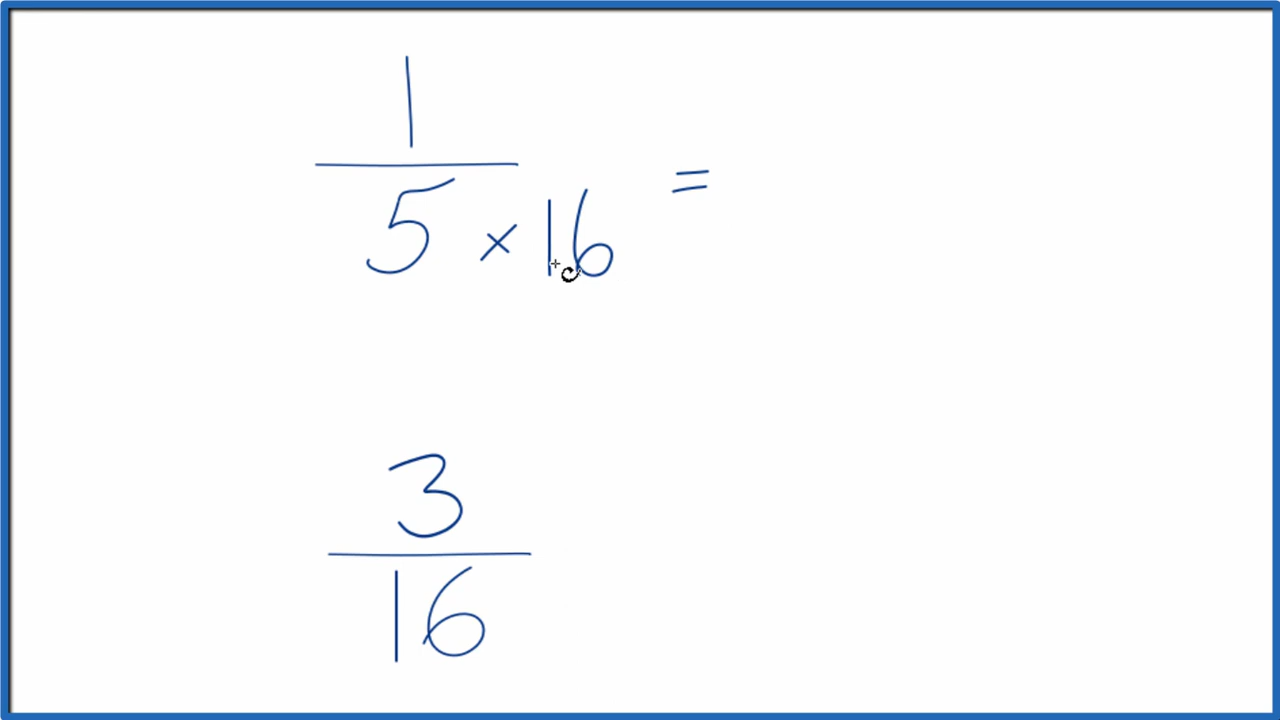 1
5 × 16 =
3
16